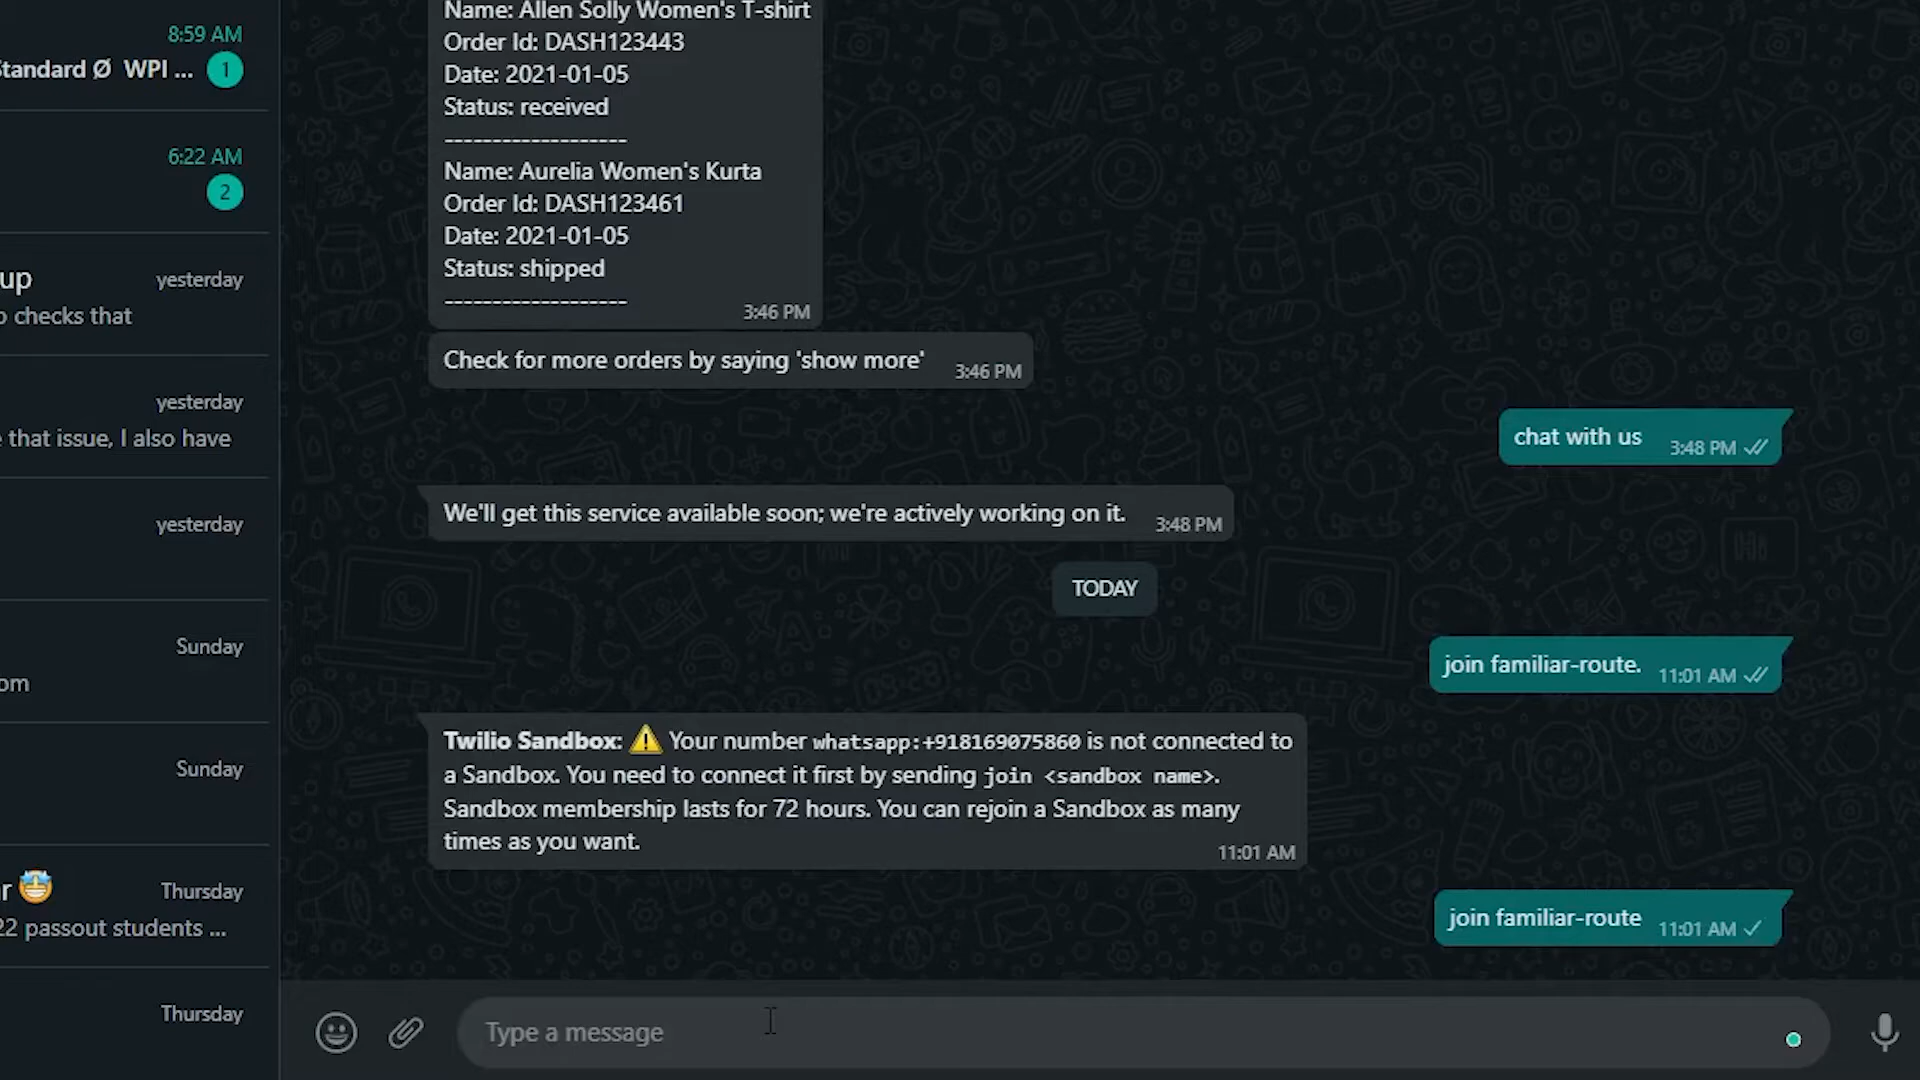 8:59 AM
Standard Ø WPI ... 1
6:22 AM
2
up yesterday
o checks that
yesterday
e that issue, I also have
yesterday
Sunday
om
Sunday
r 🤩 Thursday
22 passout students ...
Thursday
Name: Allen Solly Women's T-shirt
Order Id: DASH123443
Date: 2021-01-05
Status: received
-------------------
Name: Aurelia Women's Kurta
Order Id: DASH123461
Date: 2021-01-05
Status: shipped
-------------------
3:46 PM
Check for more orders by saying 'show more' 3:46 PM
chat with us 3:48 PM
We'll get this service available soon; we're actively working on it. 3:48 PM
TODAY
join familiar-route. 11:01 AM
Twilio Sandbox: ⚠️ Your number whatsapp:+918169075860 is not connected to
a Sandbox. You need to connect it first by sending join <sandbox name>.
Sandbox membership lasts for 72 hours. You can rejoin a Sandbox as many
times as you want.
11:01 AM
join familiar-route 11:01 AM
Type a message